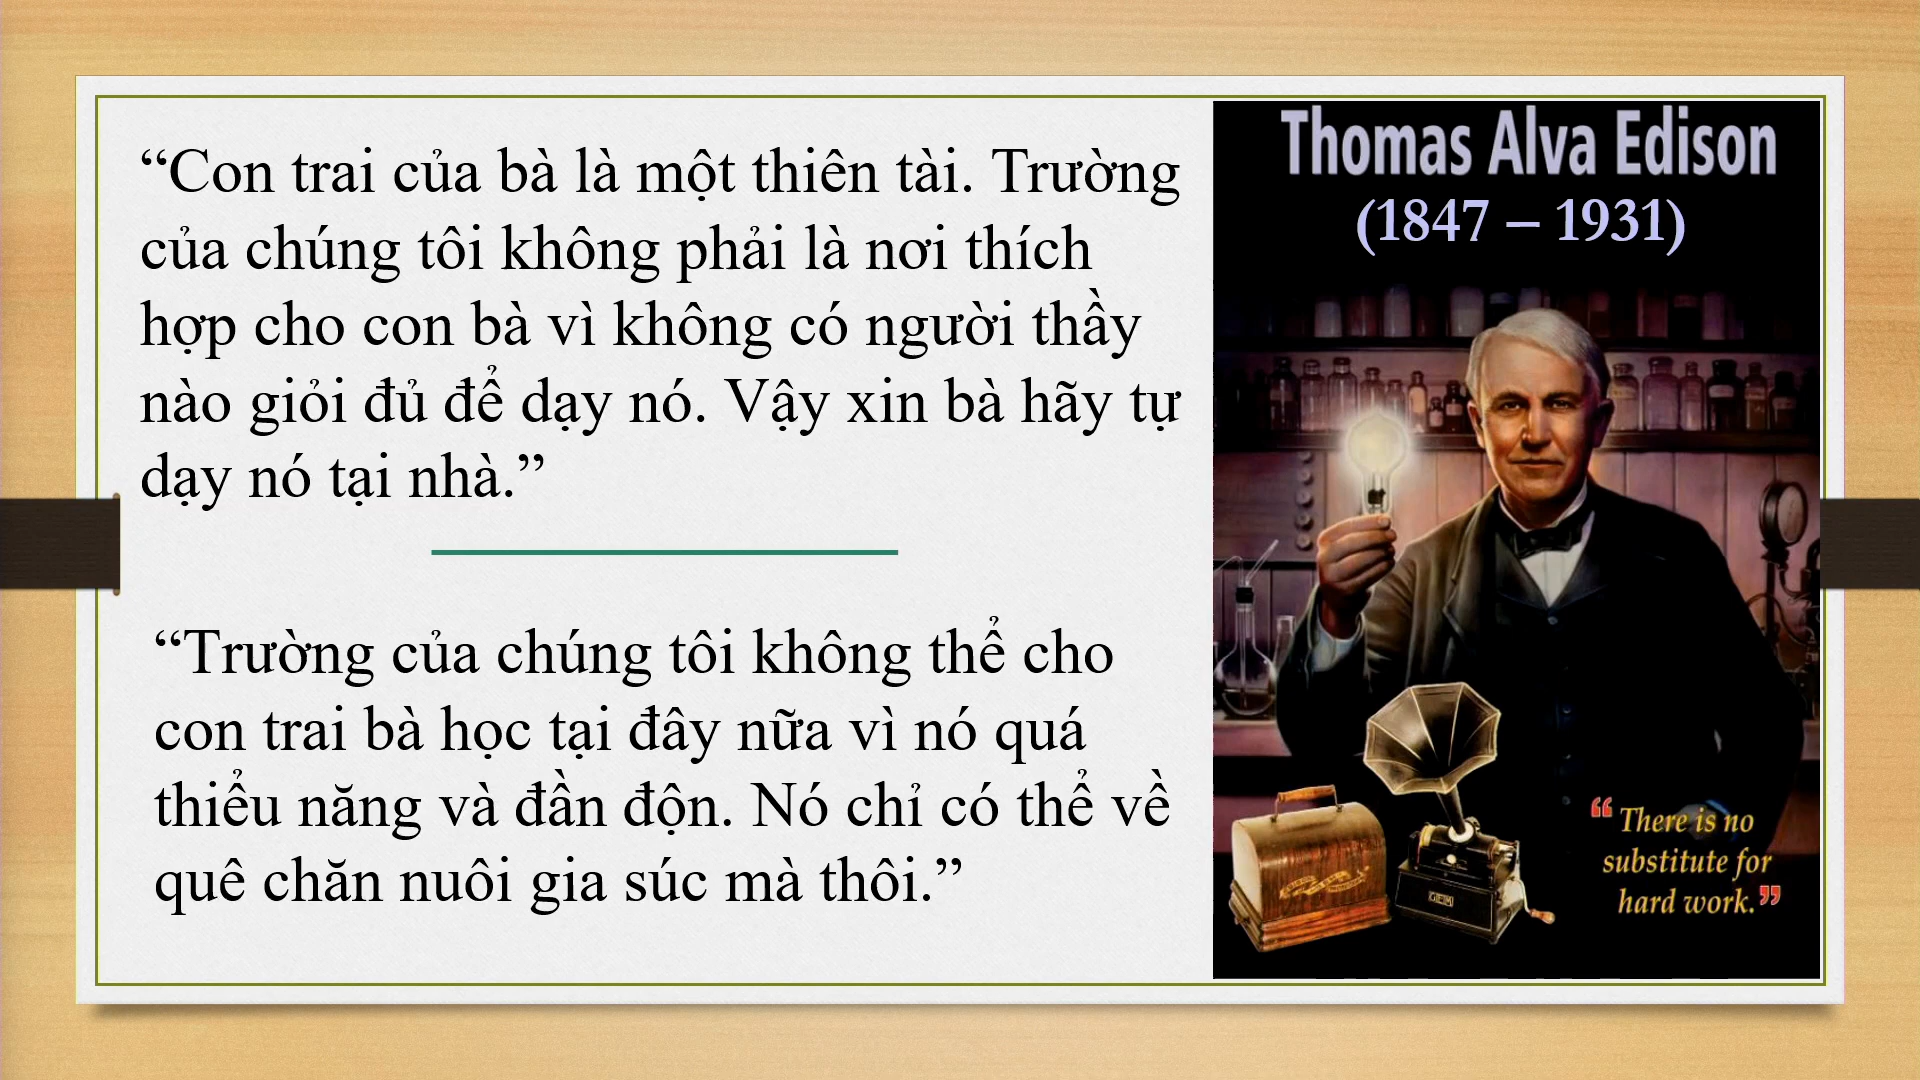 “Con trai của bà là một thiên tài. Trường
của chúng tôi không phải là nơi thích
hợp cho con bà vì không có người thầy
nào giỏi đủ để dạy nó. Vậy xin bà hãy tự
dạy nó tại nhà.”
“Trường của chúng tôi không thể cho
con trai bà học tại đây nữa vì nó quá
thiểu năng và đần độn. Nó chỉ có thể về
quê chăn nuôi gia súc mà thôi.”
Thomas Alva Edison
(1847 – 1931)
“There is no
substitute for
hard work.”